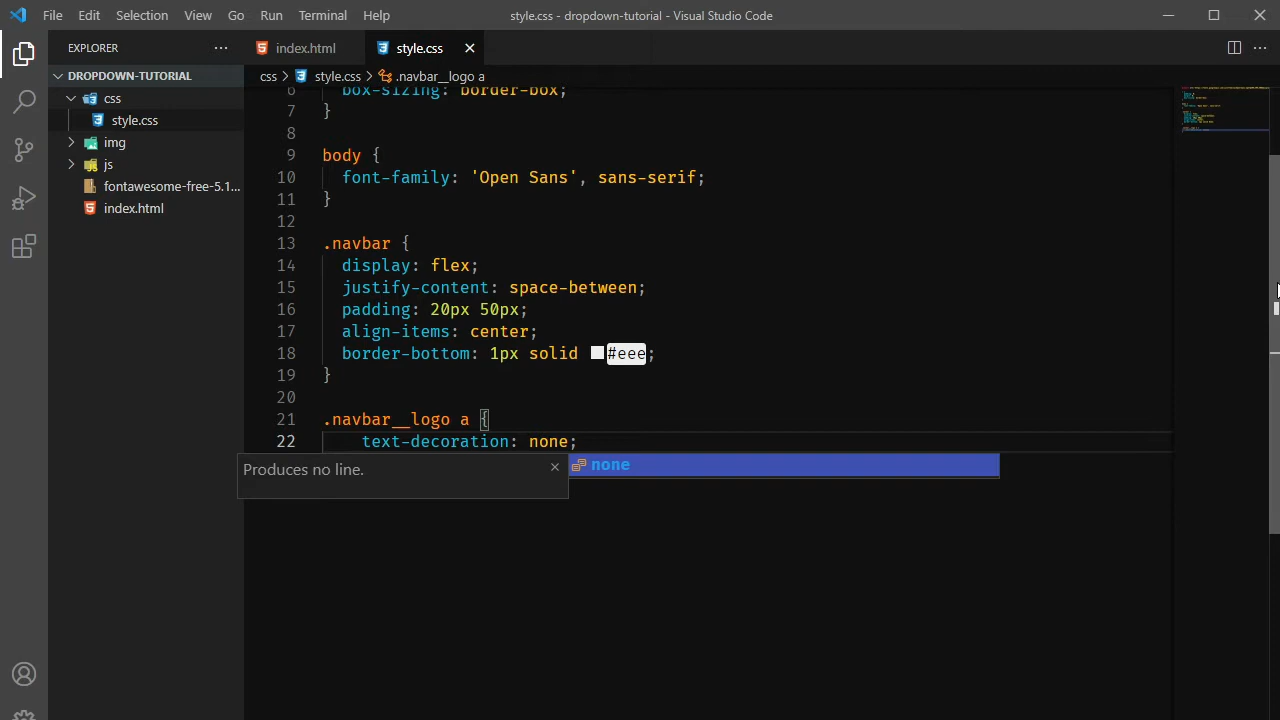 File Edit Selection View Go Run Terminal Help style.css - dropdown-tutorial - Visual Studio Code
EXPLORER ··· index.html style.css
DROPDOWN-TUTORIAL css style.css .navbar__logo a
css
style.css
img
js
fontawesome-free-5.1...
index.html
6 box-sizing: border-box;
7 }
8
9 body {
10 font-family: 'Open Sans', sans-serif;
11 }
12
13 .navbar {
14 display: flex;
15 justify-content: space-between;
16 padding: 20px 50px;
17 align-items: center;
18 border-bottom: 1px solid #eee;
19 }
20
21 .navbar__logo a {
22 text-decoration: none;
Produces no line. none